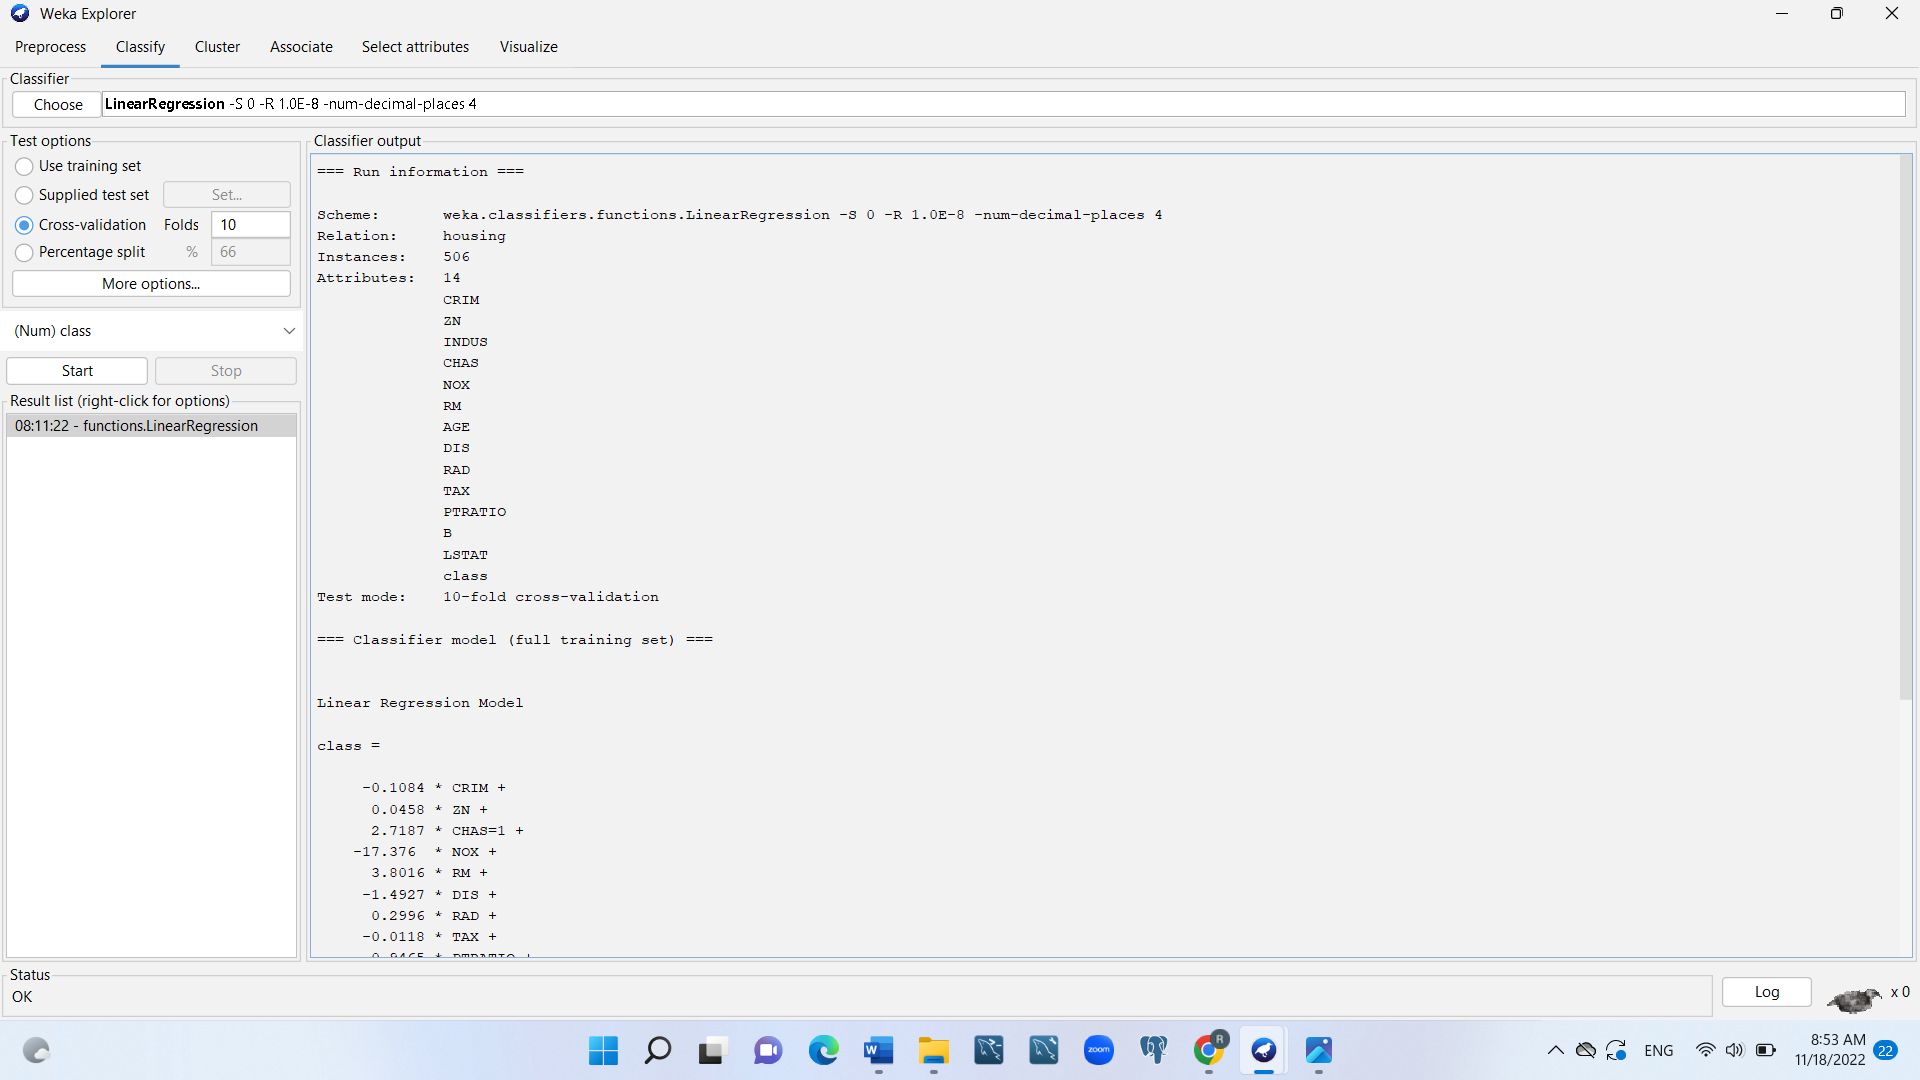 Weka Explorer
Preprocess Classify Cluster Associate Select attributes Visualize
Classifier
Choose LinearRegression -S 0 -R 1.0E-8 -num-decimal-places 4
Test options
Use training set
Supplied test set Set...
Cross-validation Folds 10
Percentage split % 66
More options...
(Num) class
Start Stop
Result list (right-click for options)
08:11:22 - functions.LinearRegression
Classifier output
=== Run information ===
Scheme: weka.classifiers.functions.LinearRegression -S 0 -R 1.0E-8 -num-decimal-places 4
Relation: housing
Instances: 506
Attributes: 14
CRIM
ZN
INDUS
CHAS
NOX
RM
AGE
DIS
RAD
TAX
PTRATIO
B
LSTAT
class
Test mode: 10-fold cross-validation
=== Classifier model (full training set) ===
Linear Regression Model
class =
-0.1084 * CRIM +
0.0458 * ZN +
2.7187 * CHAS=1 +
-17.376 * NOX +
3.8016 * RM +
-1.4927 * DIS +
0.2996 * RAD +
-0.0118 * TAX +
Status
OK
Log x 0
zoom
R
ENG
8:53 AM
11/18/2022
22